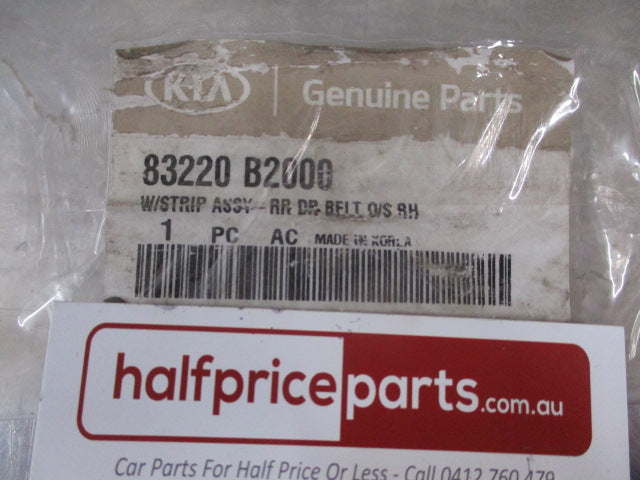 KIA Genuine Parts
83220 B2000
W/STRIP ASSY-RR DR BELT O/S RH
1 PC AC MADE IN KOREA
halfpriceparts.com.au
Car Parts For Half Price Or Less - Call 0412 760 479